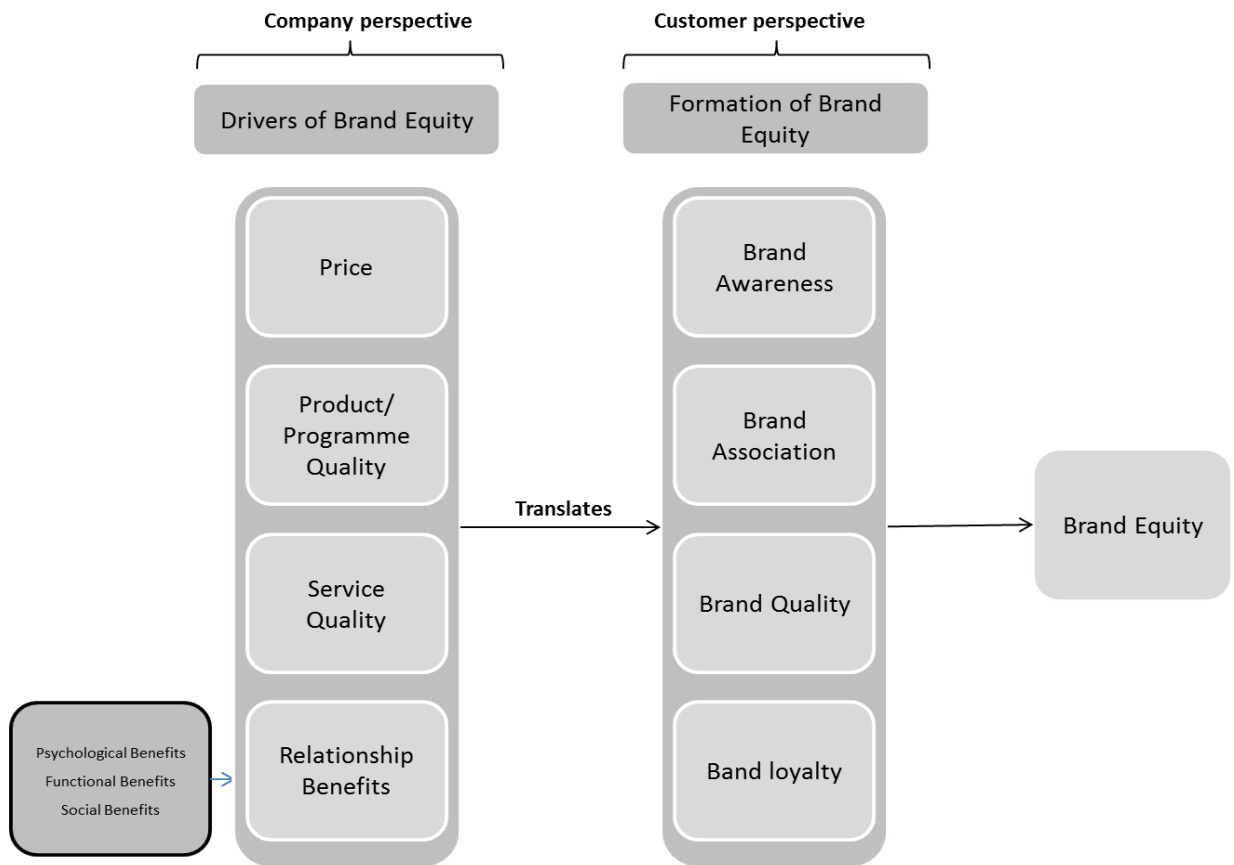 Company perspective
Customer perspective
Drivers of Brand Equity
Formation of Brand
Equity
Price
Product/
Programme
Quality
Service
Quality
Relationship
Benefits
Psychological Benefits
Functional Benefits
Social Benefits
Translates
Brand
Awareness
Brand
Association
Brand Quality
Band loyalty
Brand Equity